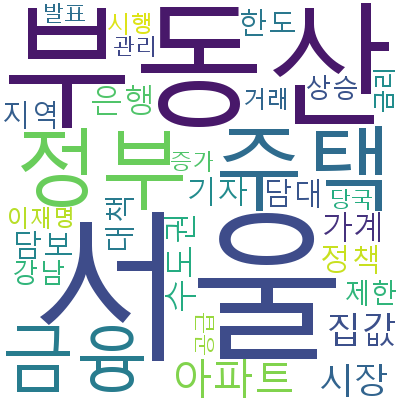 발표
시행
한도
부동산
관리
금리
지역
은행
거래
상승
정부
주택
증가
기자
담대
당국
이재명
대책
수도권
가계
담보
강남
서울
정책
제한
공급
금융
집값
아파트
시장